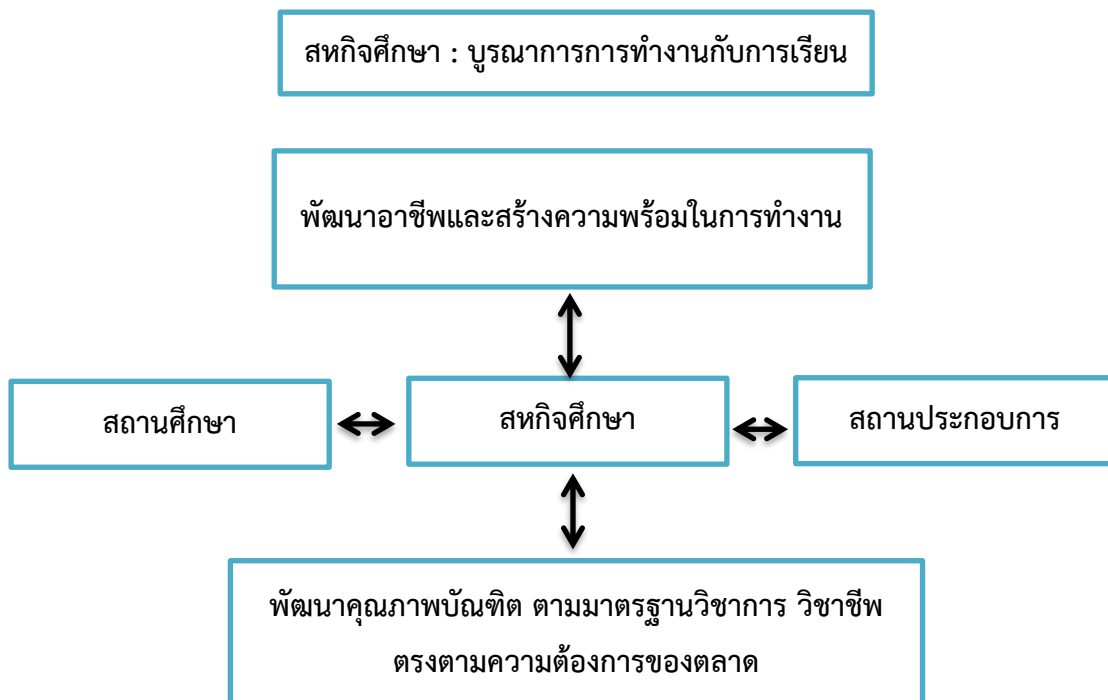 สหกิจศึกษา : บูรณาการการทำงานกับการเรียน
พัฒนาอาชีพและสร้างความพร้อมในการทำงาน
สถานศึกษา
สหกิจศึกษา
สถานประกอบการ
พัฒนาคุณภาพบัณฑิต ตามมาตรฐานวิชาการ วิชาชีพ
ตรงตามความต้องการของตลาด